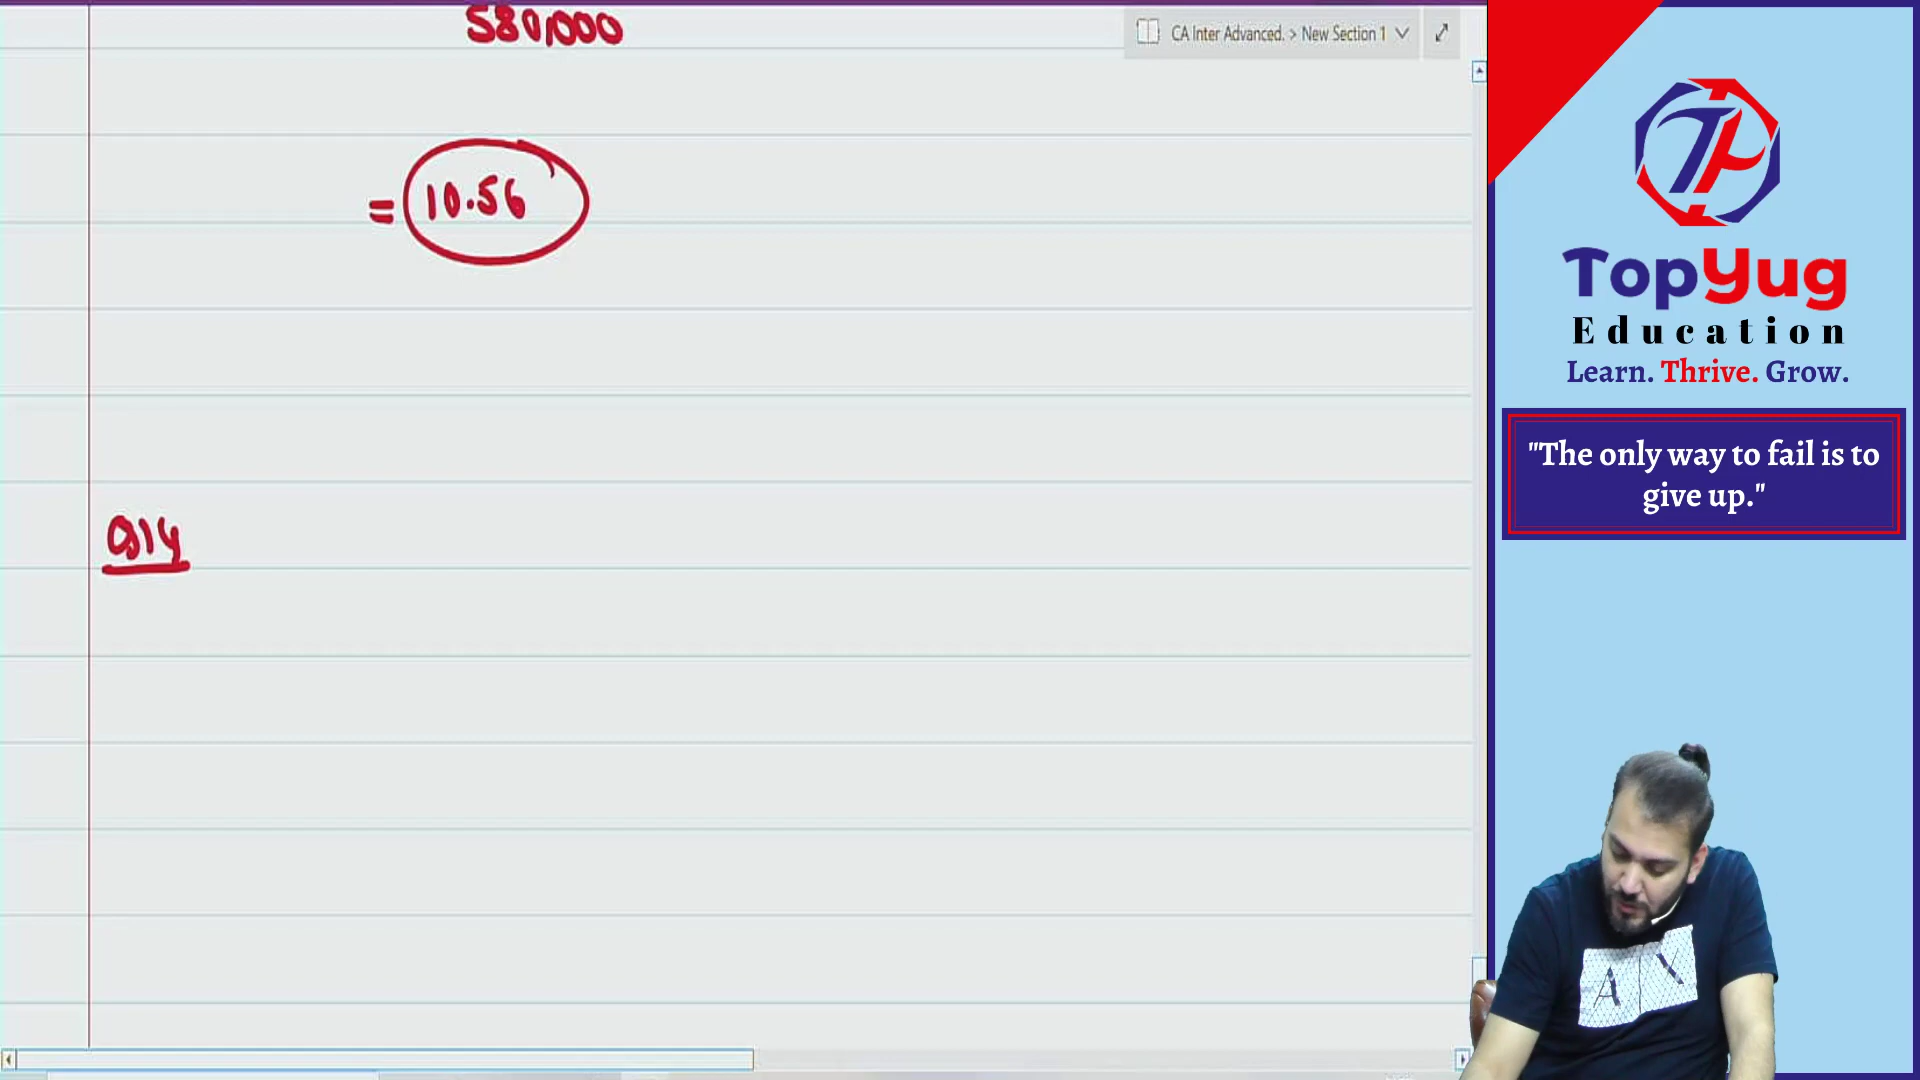 580,000
CA Inter Advanced. > New Section 1
= 10.56
Q14
TopYug
Education
Learn. Thrive. Grow.
"The only way to fail is to
give up."
A X